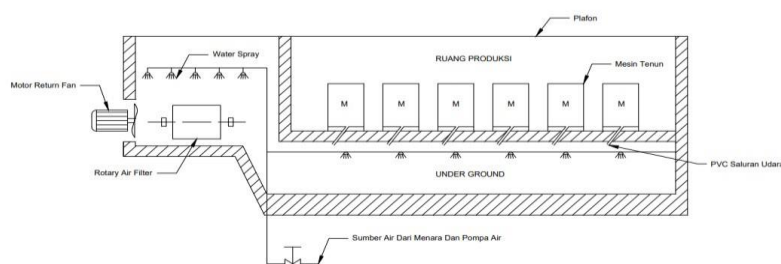 Plafon
Water Spray
RUANG PRODUKSI
Mesin Tenun
Motor Return Fan
M
M
M
M
M
M
Rotary Air Filter
PVC Saluran Udara
UNDER GROUND
Sumber Air Dari Menara Dan Pompa Air